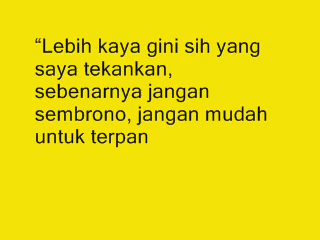 “Lebih kaya gini sih yang
saya tekankan,
sebenarnya jangan
sembrono, jangan mudah
untuk terpan